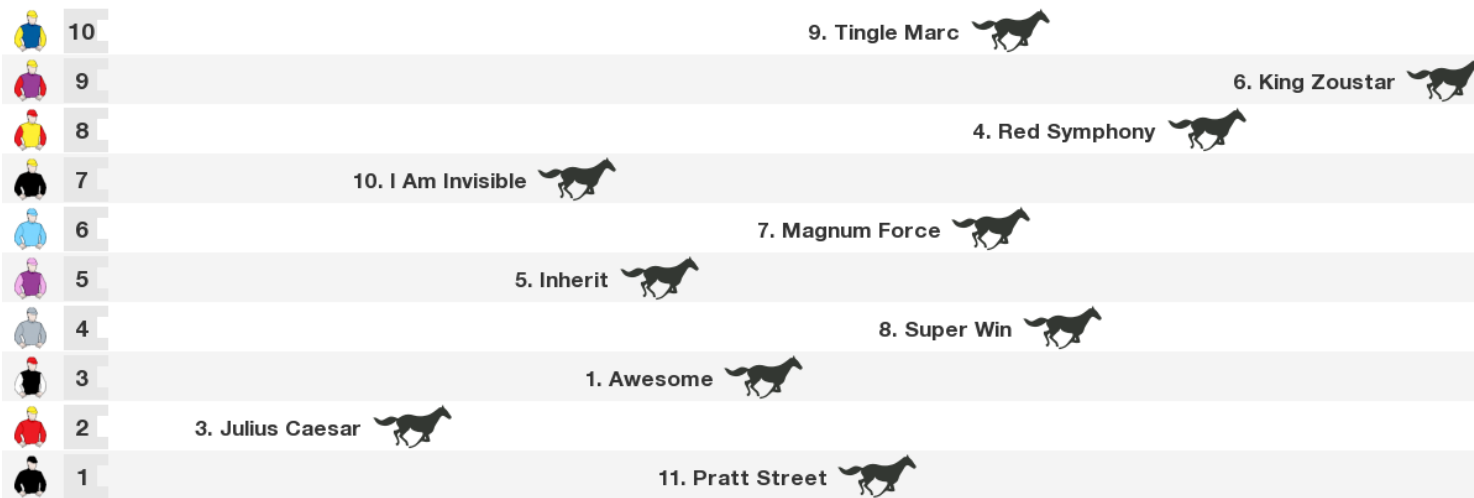 10 9. Tingle Marc
9 6. King Zoustar
8 4. Red Symphony
7 10. I Am Invisible
6 7. Magnum Force
5 5. Inherit
4 8. Super Win
3 1. Awesome
2 3. Julius Caesar
1 11. Pratt Street